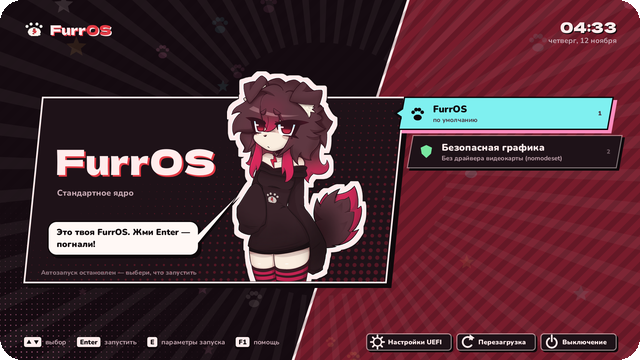 FurrOS
04:33
четверг, 12 ноября
FurrOS
Стандартное ядро
Это твоя FurrOS. Жми Enter —
погнали!
Автозапуск остановлен — выбери, что запустить
FurrOS
по умолчанию
1
Безопасная графика
Без драйвера видеокарты (nomodeset)
2
▲ ▼ выбор Enter запустить E параметры запуска F1 помощь
Настройки UEFI Перезагрузка Выключение